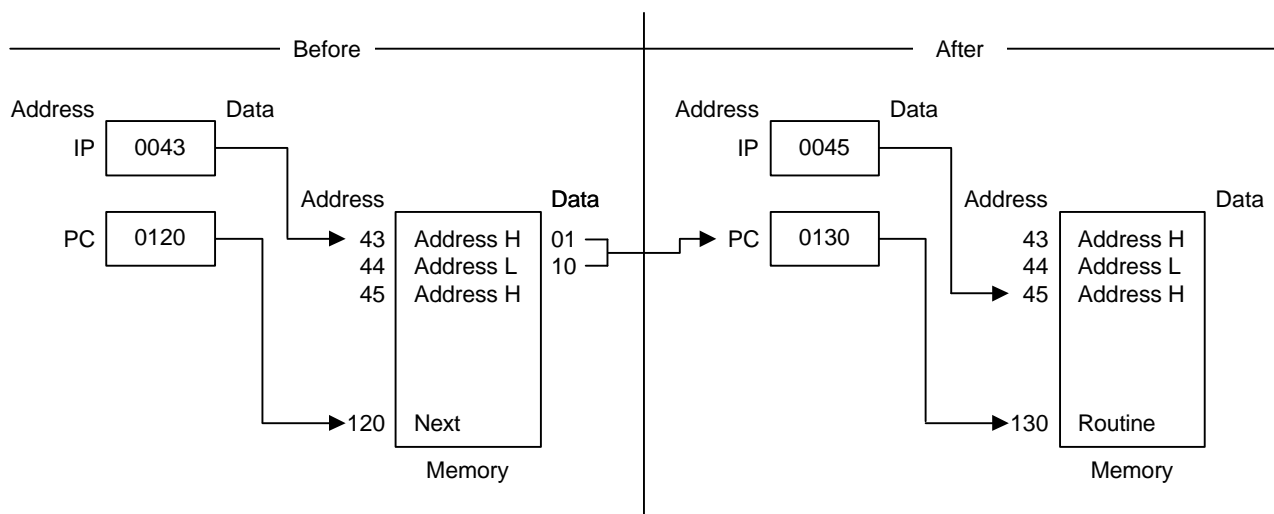 Before
After
Address Data
IP 0043
Address Data
PC 0120
43 Address H 01
44 Address L 10
45 Address H
120 Next
Memory
Address Data
IP 0045
Address Data
PC 0130
43 Address H
44 Address L
45 Address H
130 Routine
Memory